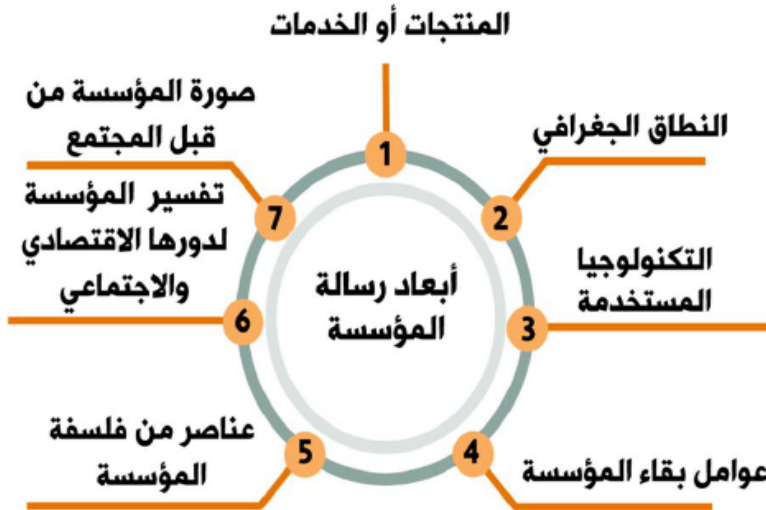 المنتجات أو الخدمات
1
النطاق الجغرافي
2
التكنولوجيا
المستخدمة
3
عوامل بقاء المؤسسة
4
عناصر من فلسفة
المؤسسة
5
تفسير المؤسسة
لدورها الاقتصادي
والاجتماعي
6
صورة المؤسسة من
قبل المجتمع
7
أبعاد رسالة
المؤسسة